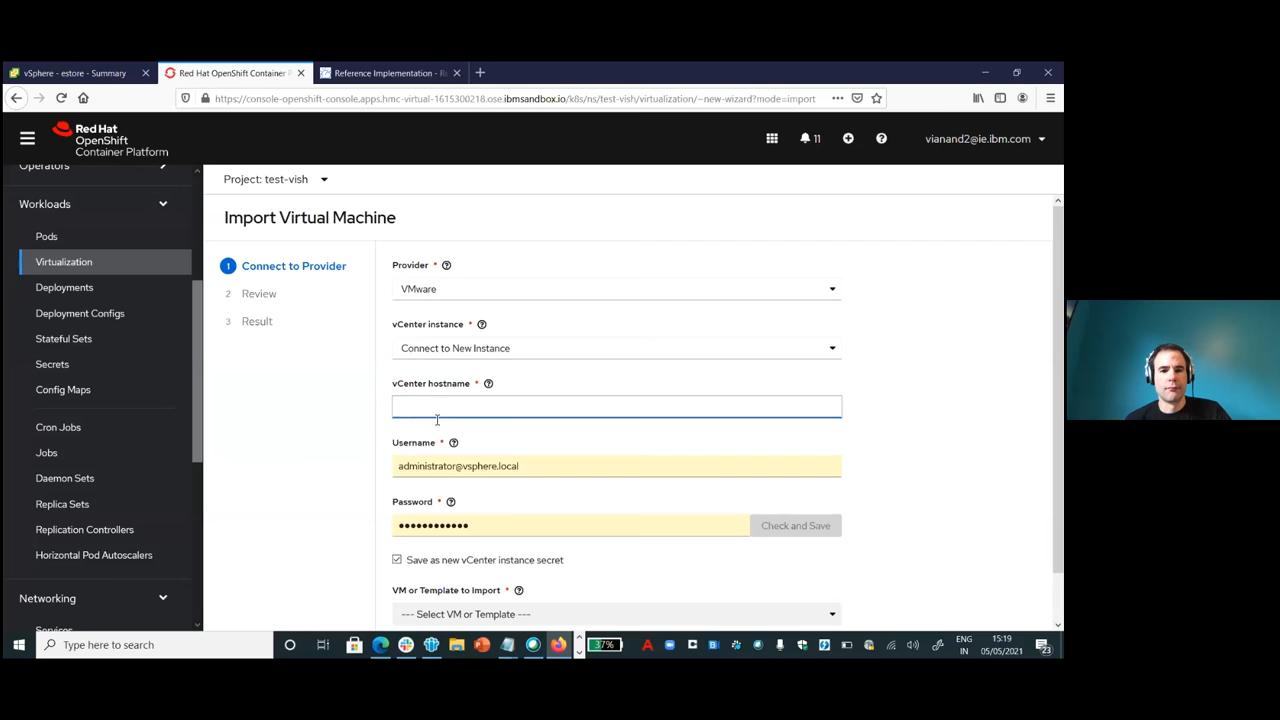 vSphere - estore - Summary
Red Hat OpenShift Container P
Reference Implementation - R
https://console-openshift-console.apps.hmc-virtual-1615300218.ose.ibmsandbox.io/k8s/ns/test-vish/virtualization/~new-wizard?mode=import
Red Hat
OpenShift
Container Platform
11
vianand2@ie.ibm.com
Operators
Project: test-vish
Workloads
Import Virtual Machine
Pods
Virtualization
Deployments
Deployment Configs
Stateful Sets
Secrets
Config Maps
Cron Jobs
Jobs
Daemon Sets
Replica Sets
Replication Controllers
Horizontal Pod Autoscalers
Networking
Services
1 Connect to Provider
2 Review
3 Result
Provider *
VMware
vCenter instance *
Connect to New Instance
vCenter hostname *
Username *
administrator@vsphere.local
Password *
••••••••••••
Check and Save
Save as new vCenter instance secret
VM or Template to Import *
--- Select VM or Template ---
Type here to search
37%
ENG
IN
15:19
05/05/2021
23